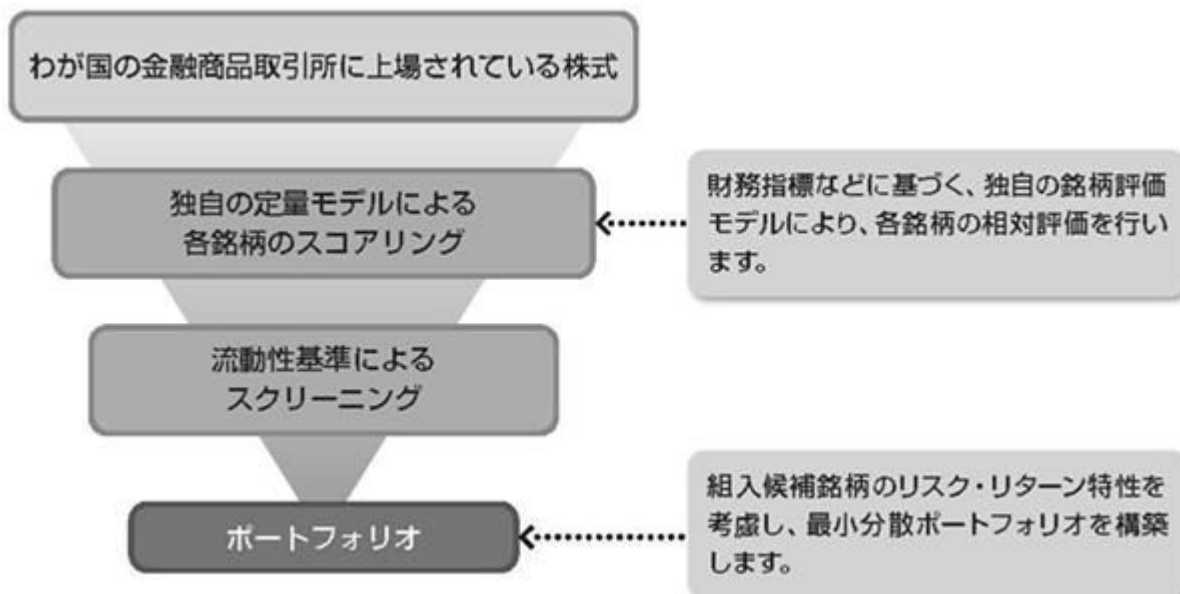 わが国の金融商品取引所に上場されている株式
独自の定量モデルによる
各銘柄のスコアリング
財務指標などに基づく、独自の銘柄評価
モデルにより、各銘柄の相対評価を行い
ます。
流動性基準による
スクリーニング
ポートフォリオ
組入候補銘柄のリスク・リターン特性を
考慮し、最小分散ポートフォリオを構築
します。